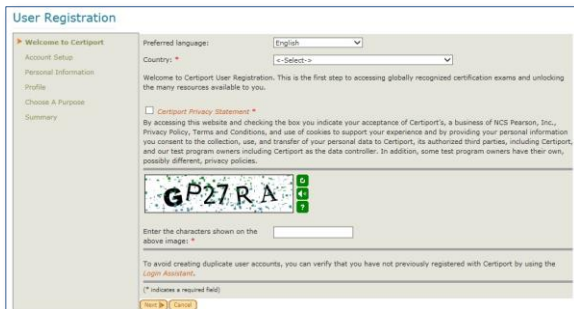 User Registration
Welcome to Certiport
Account Setup
Personal Information
Profile
Choose A Purpose
Summary
Preferred language: English
Country: * <-Select->
Welcome to Certiport User Registration. This is the first step to accessing globally recognized certification exams and unlocking
the many resources available to you.
Certiport Privacy Statement *
By accessing this website and checking the box you indicate your acceptance of Certiport's, a business of NCS Pearson, Inc.,
Privacy Policy, Terms and Conditions, and use of cookies to support your experience and by providing your personal information
you consent to the collection, use, and transfer of your personal data to Certiport, its authorized third parties, including Certiport,
and our test program owners including Certiport as the data controller. In addition, some test program owners have their own,
possibly different, privacy policies.
GP27RA
?
Enter the characters shown on the
above image: *
To avoid creating duplicate user accounts, you can verify that you have not previously registered with Certiport by using the
Login Assistant.
(* indicates a required field)
Next Cancel